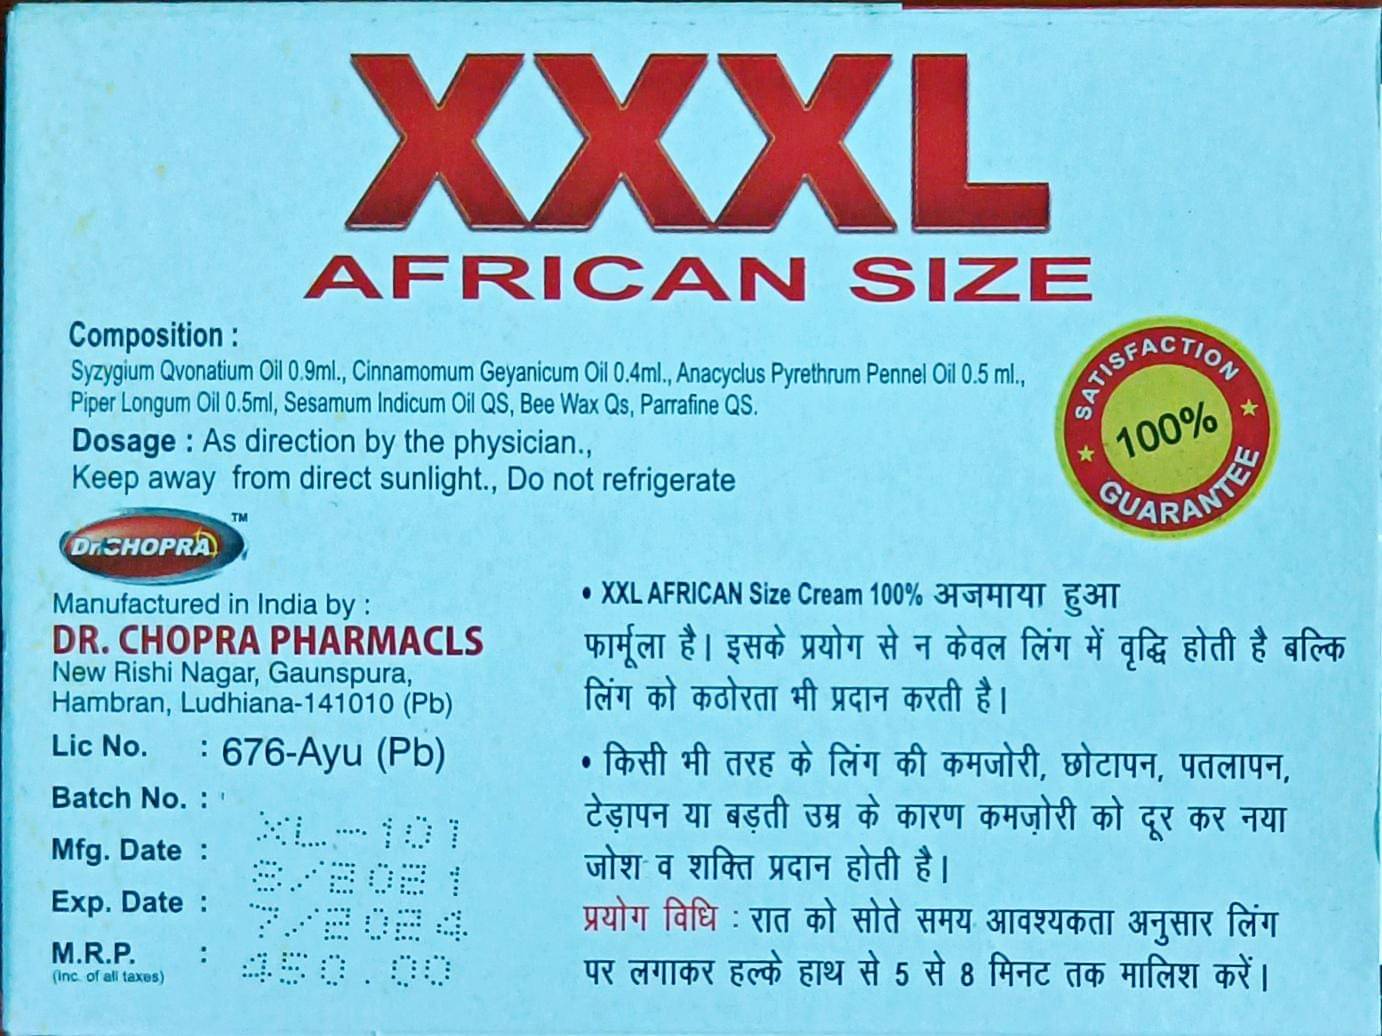 XXXL
AFRICAN SIZE
Composition :
Syzygium Qvonatium Oil 0.9ml., Cinnamomum Geyanicum Oil 0.4ml., Anacyclus Pyrethrum Pennel Oil 0.5 ml.,
Piper Longum Oil 0.5ml, Sesamum Indicum Oil QS, Bee Wax Qs, Parrafine QS.
Dosage : As direction by the physician.,
Keep away from direct sunlight., Do not refrigerate
SATISFACTION
100%
GUARANTEE
Dr.CHOPRA TM
Manufactured in India by :
DR. CHOPRA PHARMACLS
New Rishi Nagar, Gaunspura,
Hambran, Ludhiana-141010 (Pb)
Lic No. : 676-Ayu (Pb)
Batch No. : XL-101
Mfg. Date : 8/2021
Exp. Date : 7/2024
M.R.P. : 450.00
(Inc. of all taxes)
• XXL AFRICAN Size Cream 100% अजमाया हुआ
फार्मूला है। इसके प्रयोग से न केवल लिंग में वृद्धि होती है बल्कि
लिंग को कठोरता भी प्रदान करती है।
• किसी भी तरह के लिंग की कमजोरी, छोटापन, पतलापन,
टेड़ापन या बड़ती उम्र के कारण कमज़ोरी को दूर कर नया
जोश व शक्ति प्रदान होती है।
प्रयोग विधि : रात को सोते समय आवश्यकता अनुसार लिंग
पर लगाकर हल्के हाथ से 5 से 8 मिनट तक मालिश करें।